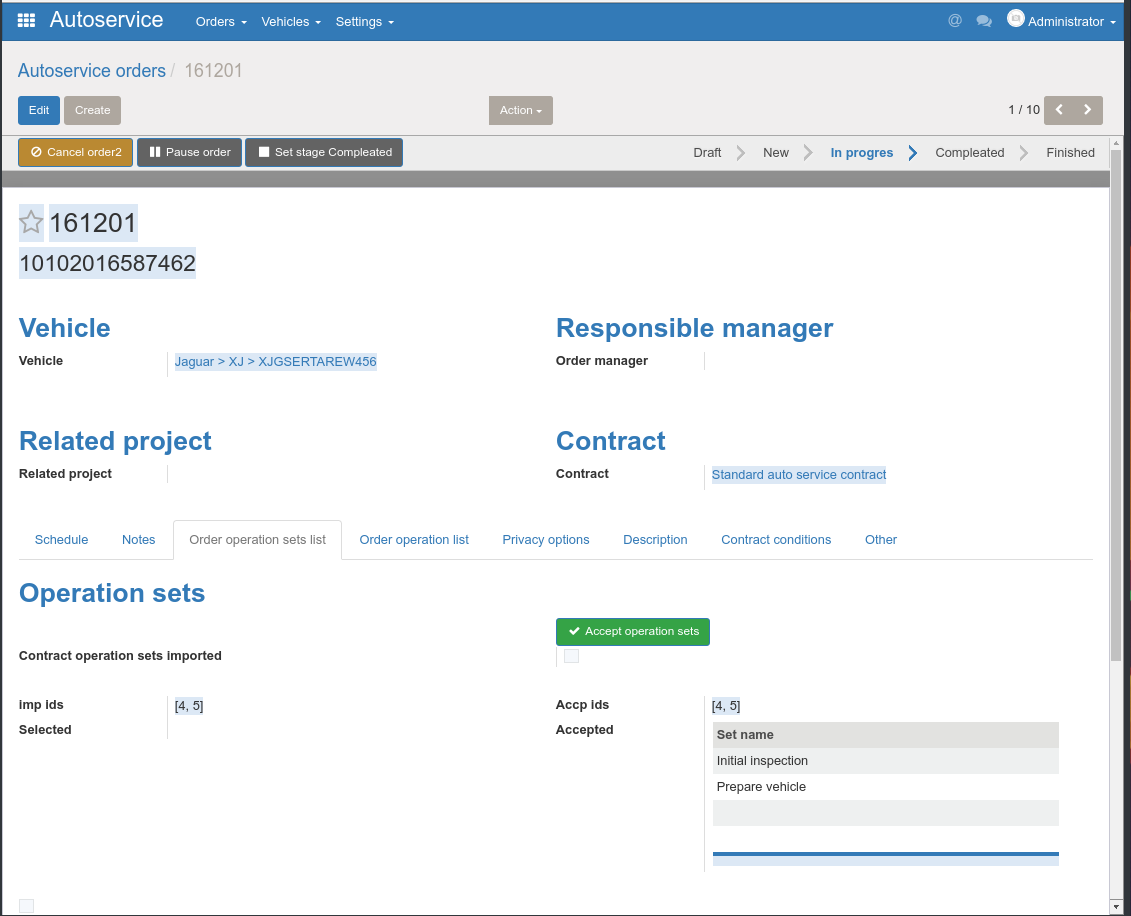 Autoservice Orders Vehicles Settings @ Administrator
Autoservice orders / 161201
Edit Create Action 1 / 10
Cancel order2 Pause order Set stage Compleated Draft New In progres Compleated Finished
161201
10102016587462
Vehicle Responsible manager
Vehicle Jaguar > XJ > XJGSERTAREW456 Order manager
Related project Contract
Related project Contract Standard auto service contract
Schedule Notes Order operation sets list Order operation list Privacy options Description Contract conditions Other
Operation sets
Accept operation sets
Contract operation sets imported
imp ids [4, 5] Accp ids [4, 5]
Selected Accepted Set name
Initial inspection
Prepare vehicle